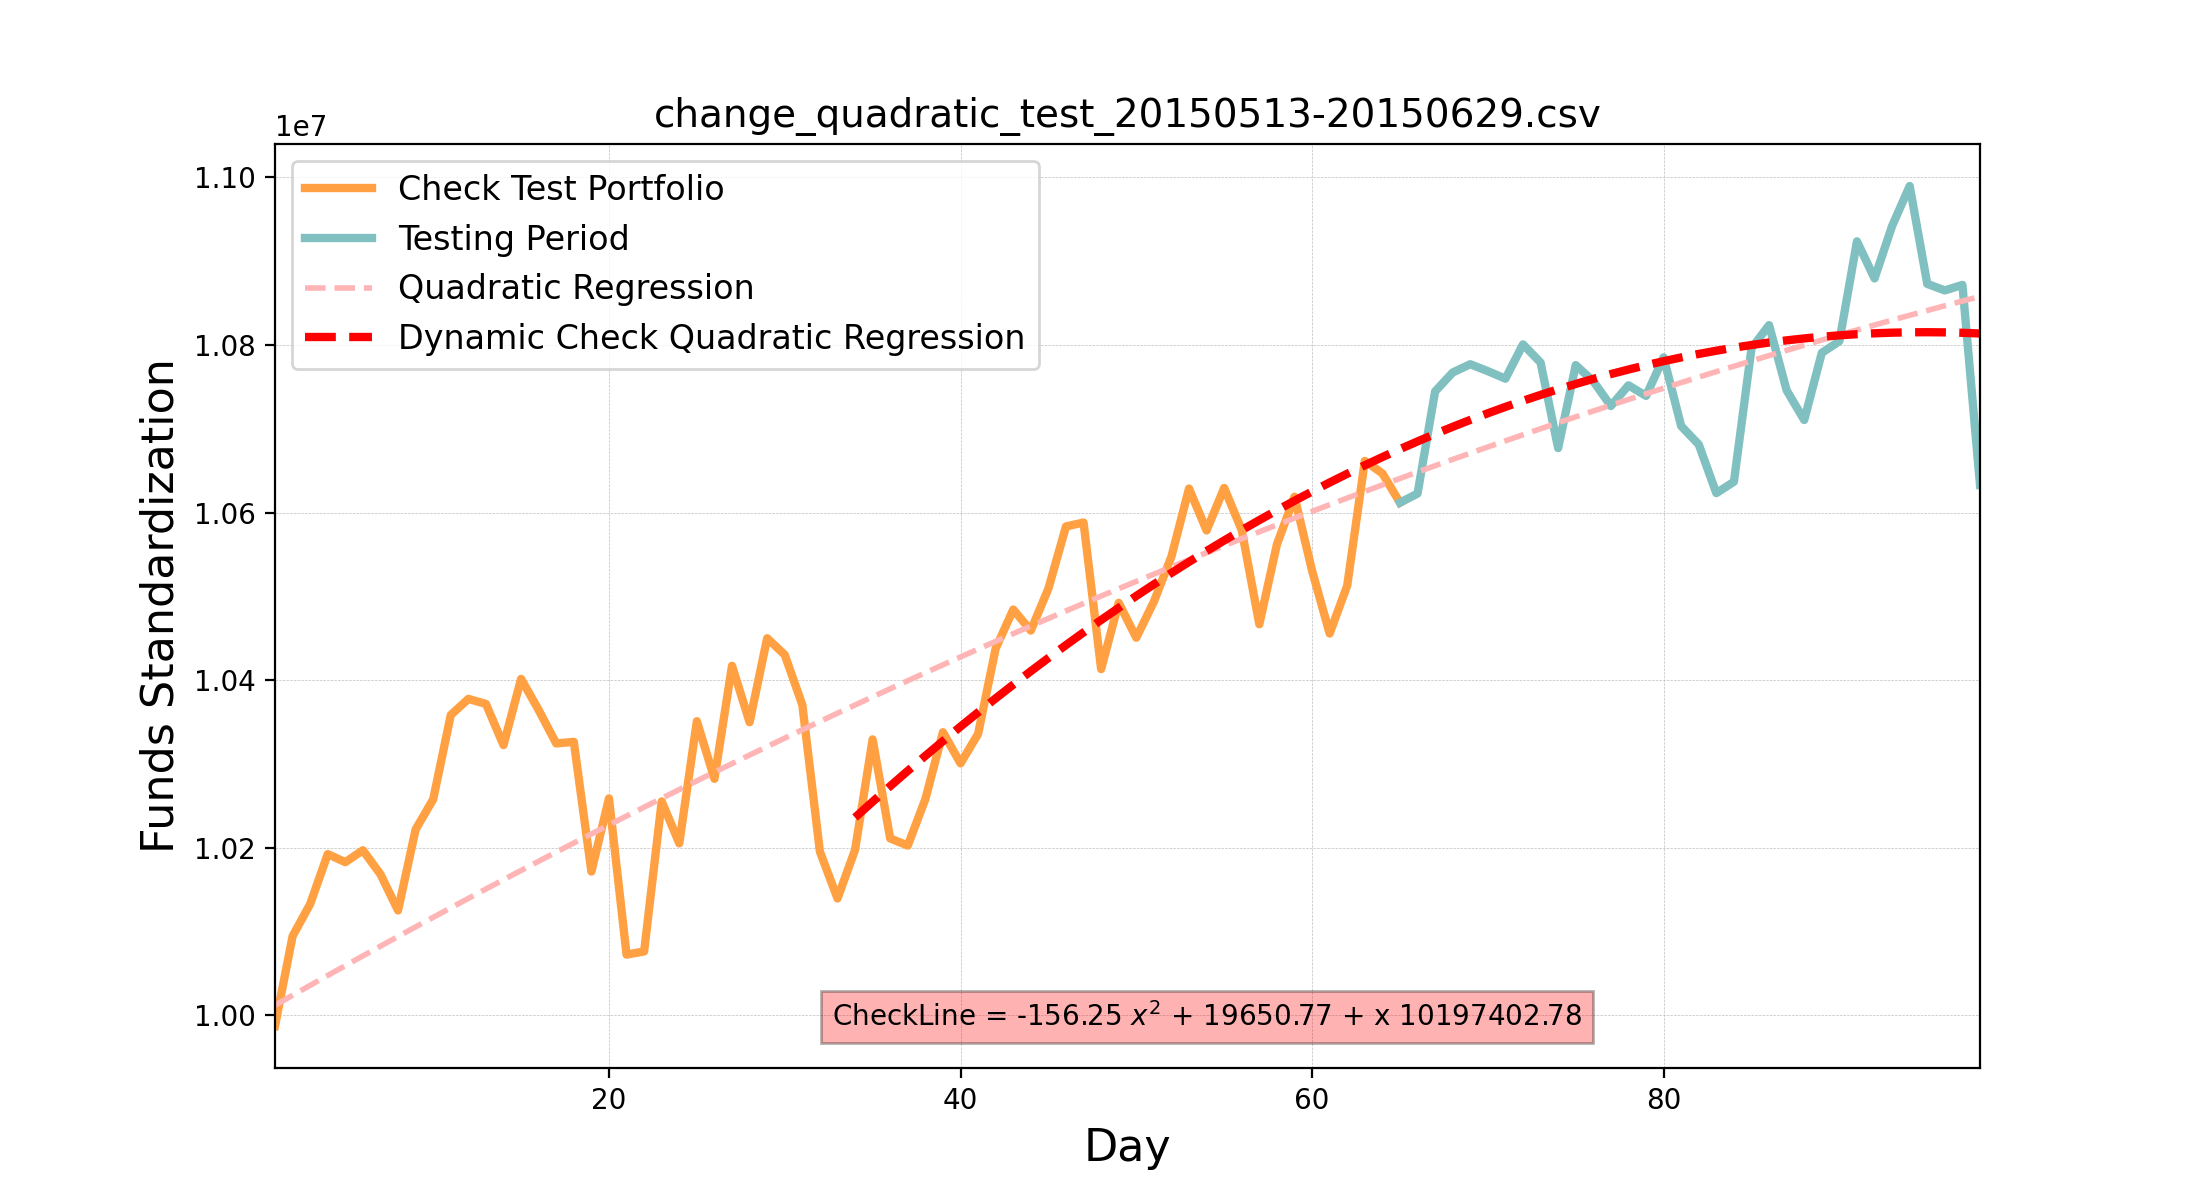 change_quadratic_test_20150513-20150629.csv
1e7
1.10
1.08
1.06
1.04
1.02
1.00
Funds Standardization
Check Test Portfolio
Testing Period
Quadratic Regression
Dynamic Check Quadratic Regression
CheckLine = -156.25 x² + 19650.77 + x 10197402.78
20 40 60 80
Day